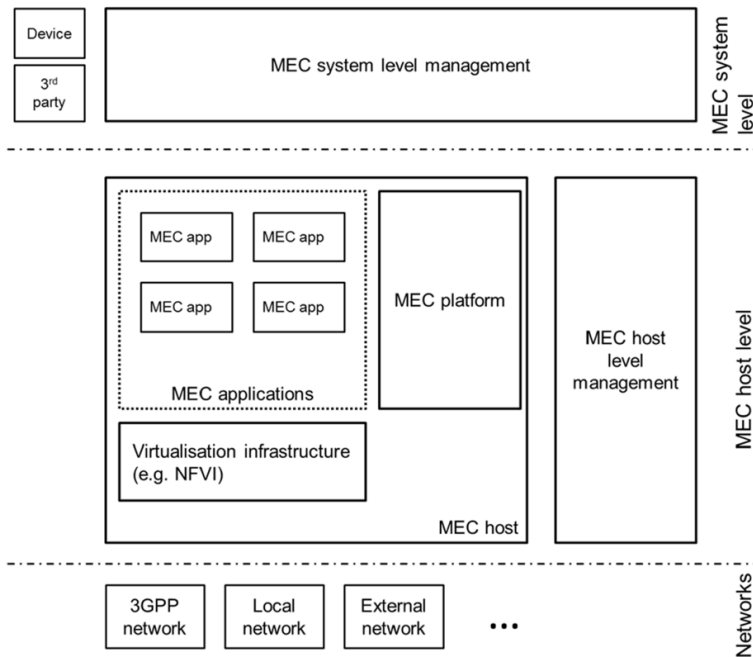 Device
3rd
party
MEC system level management
MEC system
level
MEC app
MEC app
MEC app
MEC app
MEC applications
MEC platform
Virtualisation infrastructure
(e.g. NFVI)
MEC host
MEC host
level
management
MEC host level
3GPP
network
Local
network
External
network
...
Networks